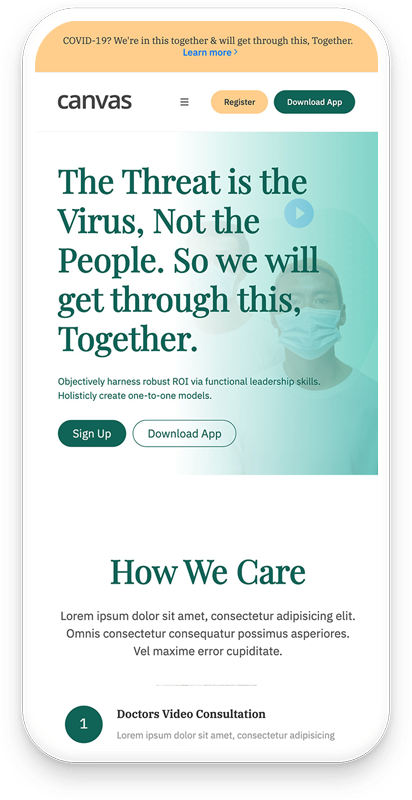 COVID-19? We're in this together & will get through this, Together.
Learn more
canvas
Register
Download App
The Threat is the
Virus, Not the
People. So we will
get through this,
Together.
Objectively harness robust ROI via functional leadership skills.
Holisticly create one-to-one models.
Sign Up
Download App
How We Care
Lorem ipsum dolor sit amet, consectetur adipisicing elit.
Omnis consectetur consequatur possimus asperiores.
Vel maxime error cupiditate.
1
Doctors Video Consultation
Lorem ipsum dolor sit amet, consectetur adipisicing